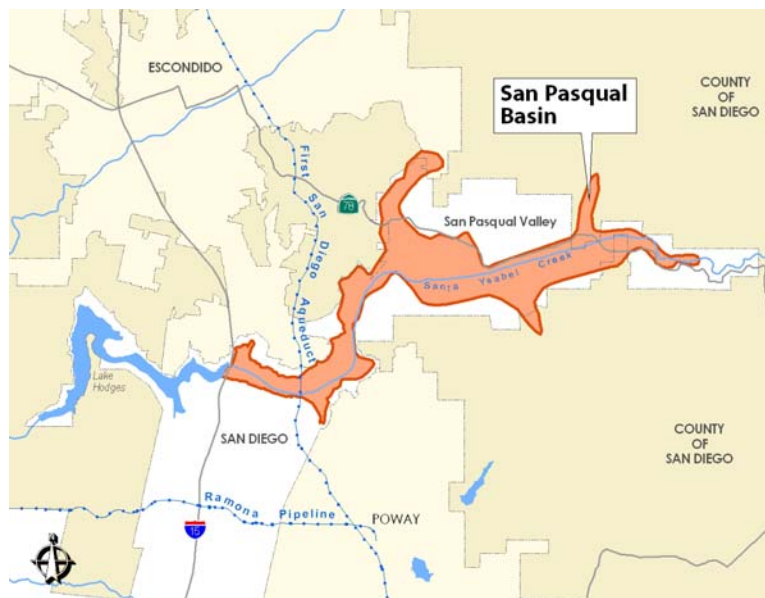 ESCONDIDO
San Pasqual
Basin
COUNTY
OF
SAN DIEGO
First San Diego Aqueduct
78
San Pasqual Valley
Santa Ysabel Creek
Lake
Hodges
SAN DIEGO
COUNTY
OF
SAN DIEGO
Ramona Pipeline
15
POWAY